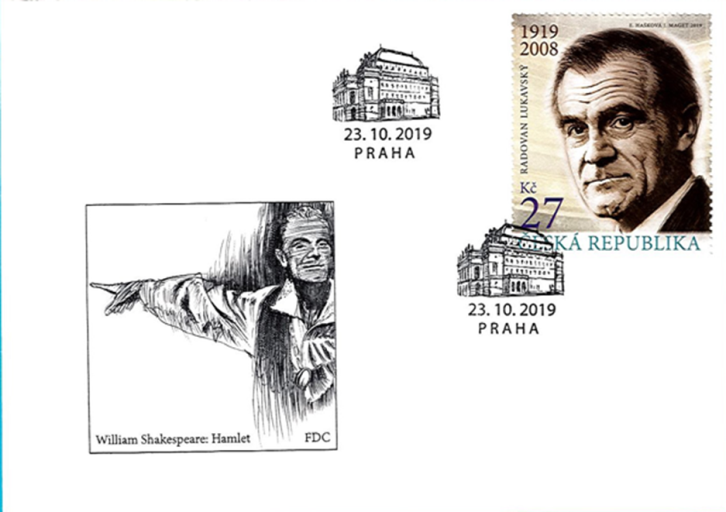 1919
2008
RADOVAN LUKAVSKÝ
Kč
27
ČESKÁ REPUBLIKA
23. 10. 2019
PRAHA
23. 10. 2019
PRAHA
William Shakespeare: Hamlet
FDC